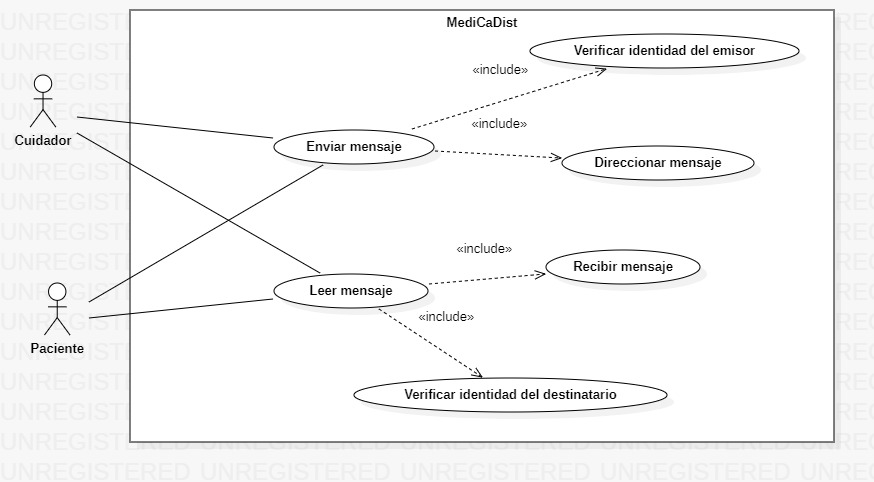 MediCaDist
Verificar identidad del emisor
«include»
«include»
Cuidador
Enviar mensaje
Direccionar mensaje
«include»
Recibir mensaje
Leer mensaje
«include»
Paciente
Verificar identidad del destinatario
UNREGISTERED UNREGISTERED UNREGISTERED UNREGISTERED